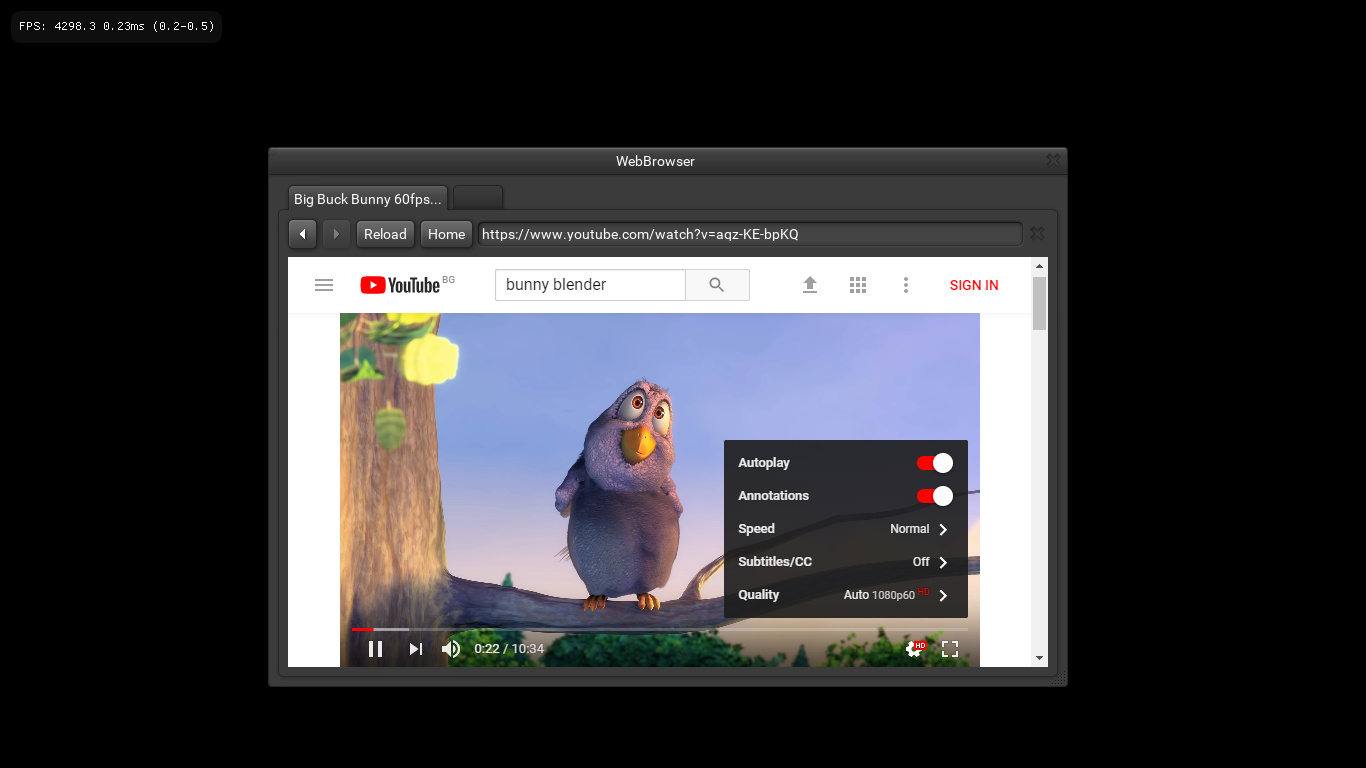 FPS: 4298.3 0.23ms (0.2-0.5)
WebBrowser
Big Buck Bunny 60fps...
Reload Home https://www.youtube.com/watch?v=aqz-KE-bpKQ
YouTube BG bunny blender SIGN IN
Autoplay
Annotations
Speed Normal
Subtitles/CC Off
Quality Auto 1080p60 HD
0:22 / 10:34 HD